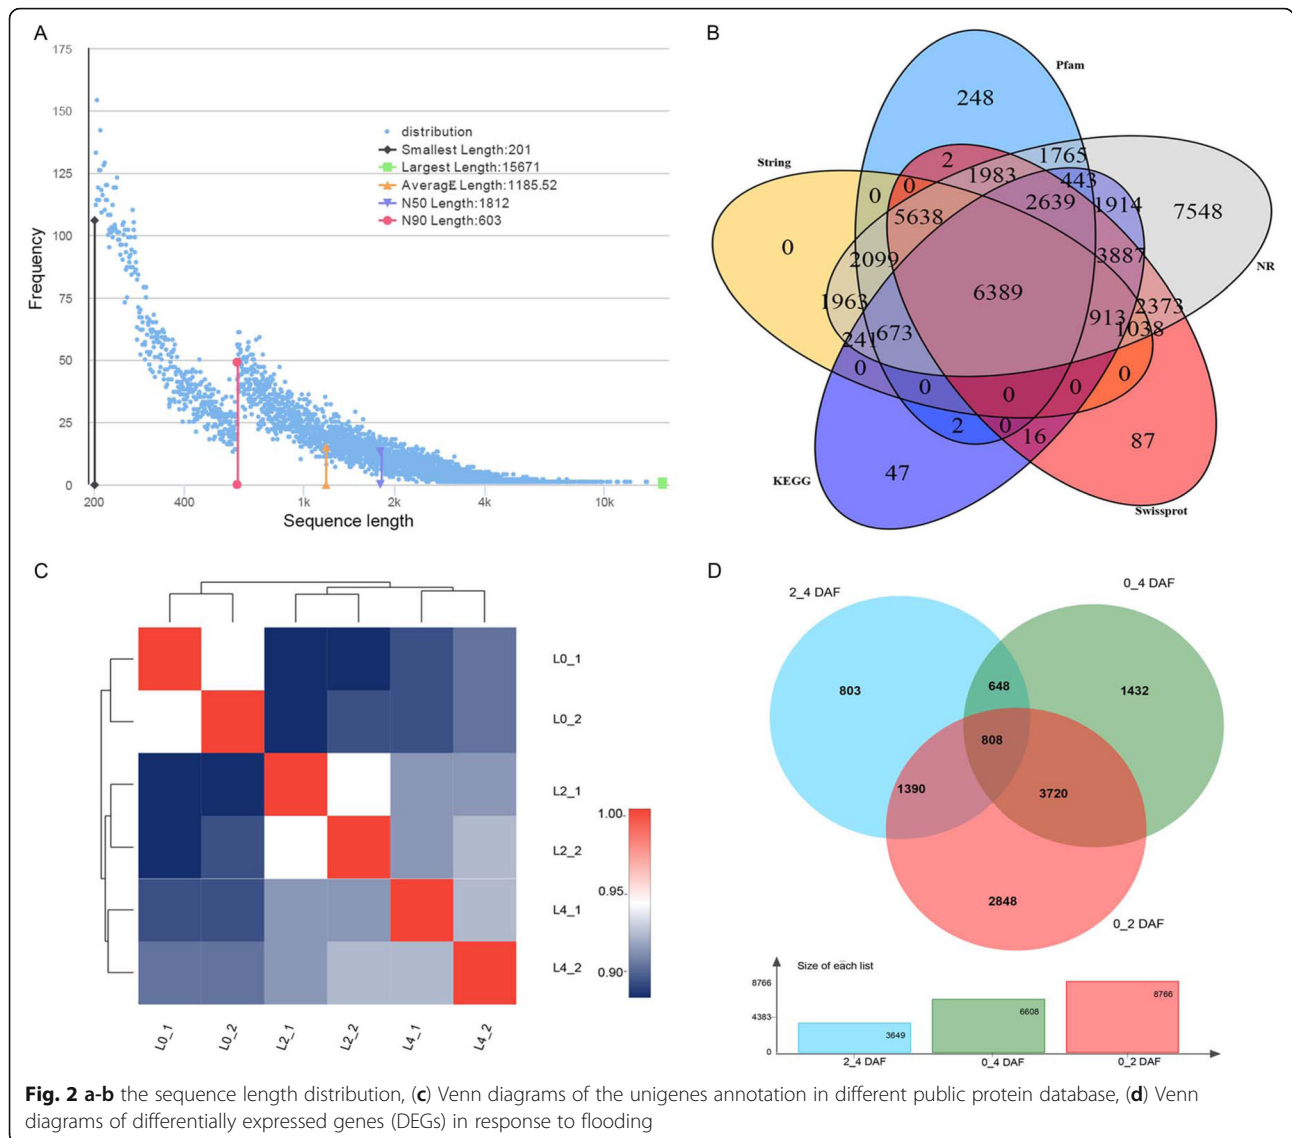 A
175
150
125
100
75
50
25
0
Frequency
200
400
1k
2k
4k
10k
Sequence length
distribution
Smallest Length:201
Largest Length:15671
Average Length:1185.52
N50 Length:1812
N90 Length:603
B
Pfam
String
NR
KEGG
Swissprot
248
1765
2
1983
443
0
0
5638
2639
1914
7548
0
2099
3887
6389
1963
913
2373
1038
241
673
0
0
0
0
0
2
0
16
87
47
C
L0_1
L0_2
L2_1
L2_2
L4_1
L4_2
1.00
0.95
0.90
L0_1
L0_2
L2_1
L2_2
L4_1
L4_2
D
2_4 DAF
0_4 DAF
803
648
1432
808
1390
3720
2848
0_2 DAF
Size of each list
8766
4383
0
3649
6608
8766
2_4 DAF
0_4 DAF
0_2 DAF
Fig. 2 a-b the sequence length distribution, (c) Venn diagrams of the unigenes annotation in different public protein database, (d) Venn
diagrams of differentially expressed genes (DEGs) in response to flooding